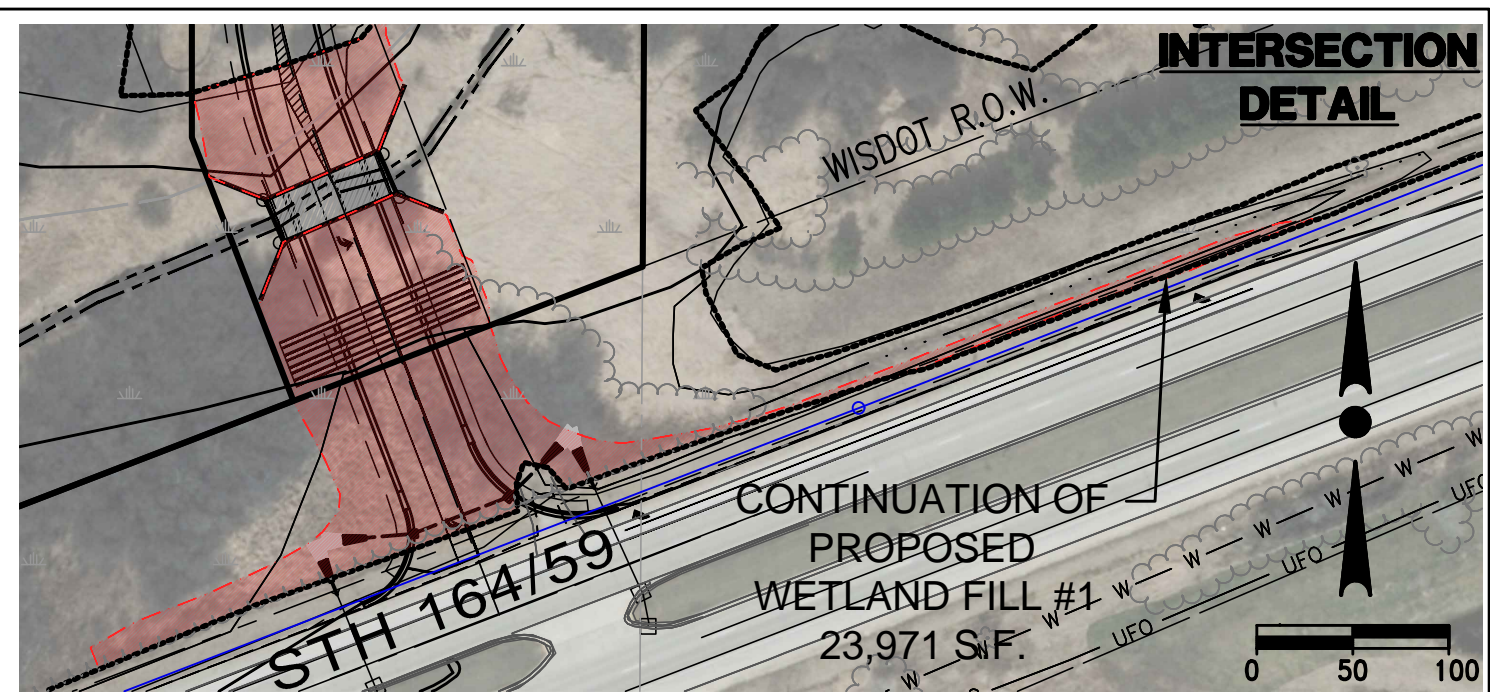 INTERSECTION
DETAIL
WISDOT R.O.W.
CONTINUATION OF
PROPOSED
WETLAND FILL #1
23,971 S.F.
STH 164/59
W
W
W
W
W
W
W
W
W
UFO
UFO
UFO
0 50 100